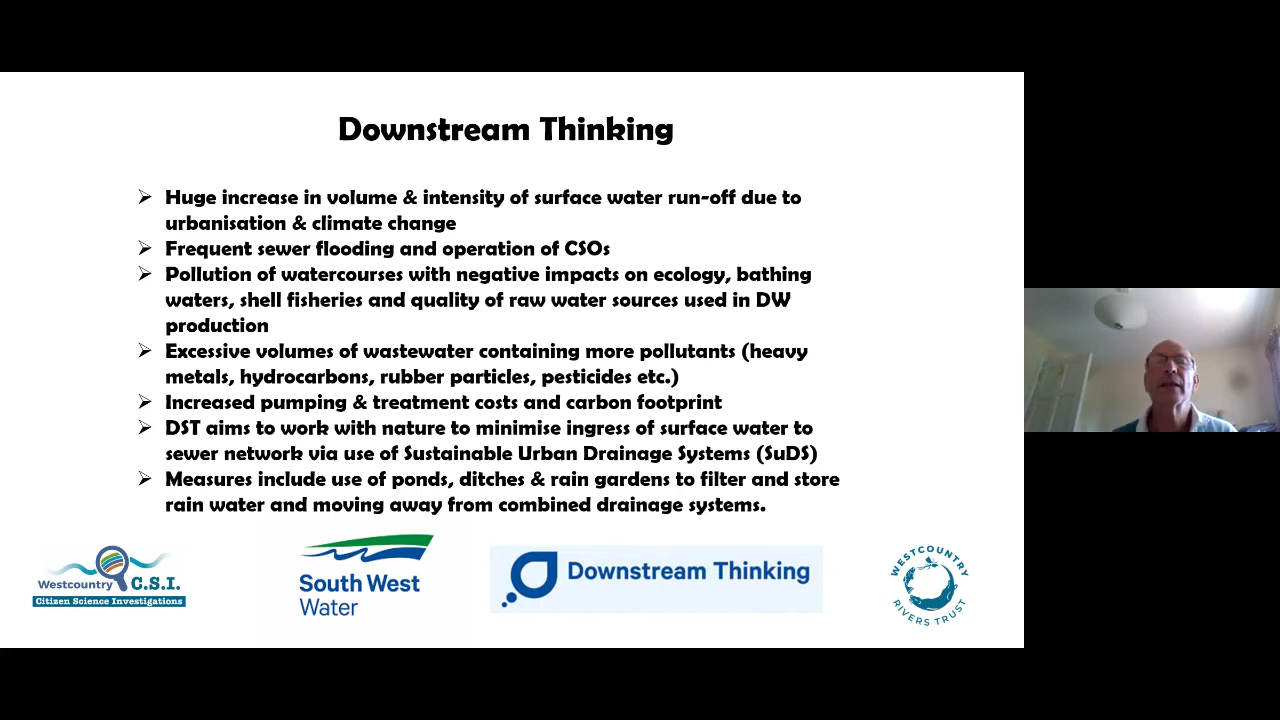 Downstream Thinking
➢ Huge increase in volume & intensity of surface water run-off due to
urbanisation & climate change
➢ Frequent sewer flooding and operation of CSOs
➢ Pollution of watercourses with negative impacts on ecology, bathing
waters, shell fisheries and quality of raw water sources used in DW
production
➢ Excessive volumes of wastewater containing more pollutants (heavy
metals, hydrocarbons, rubber particles, pesticides etc.)
➢ Increased pumping & treatment costs and carbon footprint
➢ DST aims to work with nature to minimise ingress of surface water to
sewer network via use of Sustainable Urban Drainage Systems (SuDS)
➢ Measures include use of ponds, ditches & rain gardens to filter and store
rain water and moving away from combined drainage systems.
Westcountry C.S.I.
Citizen Science Investigations
South West
Water
Downstream Thinking
WESTCOUNTRY
RIVERS TRUST